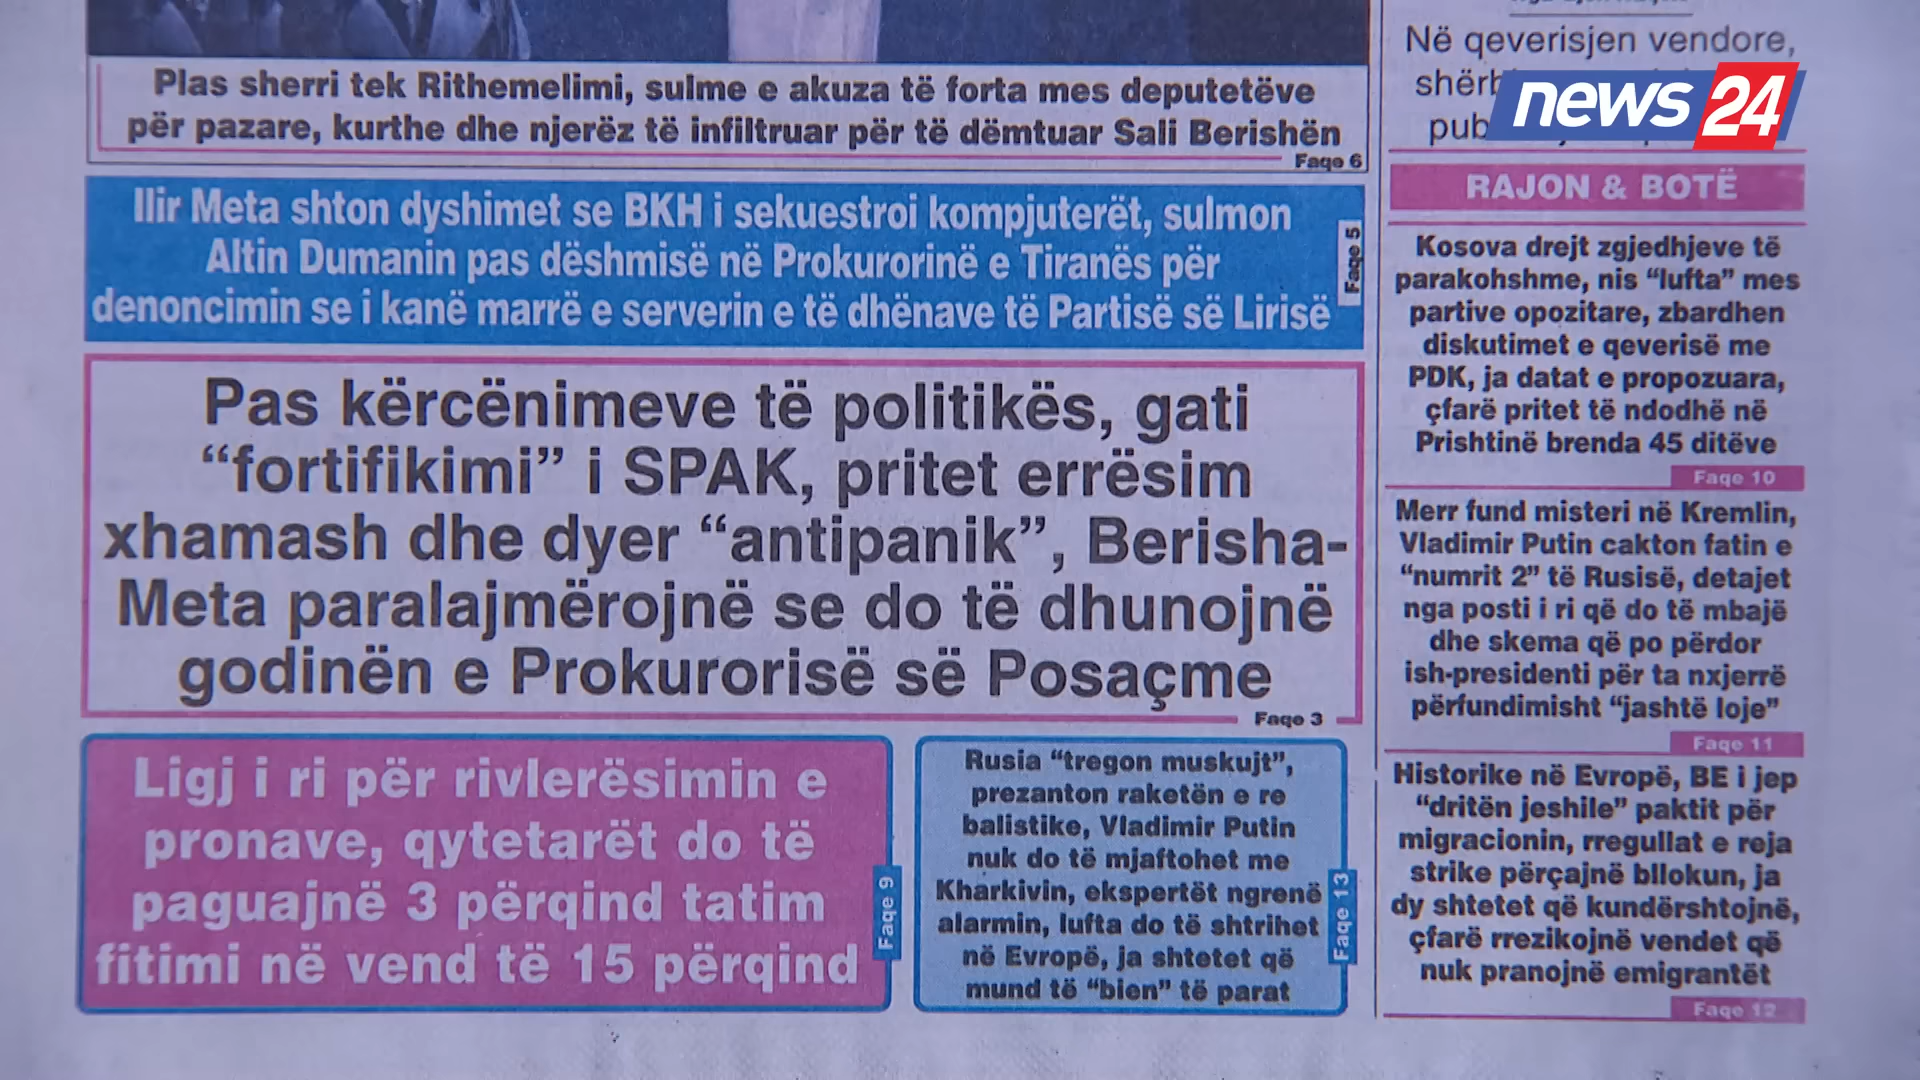 Plas sherri tek Rithemelimi, sulme e akuza të forta mes deputetëve
për pazare, kurthe dhe njerëz të infiltruar për të dëmtuar Sali Berishën
Faqe 6
Ilir Meta shton dyshimet se BKH i sekuestroi kompjuterët, sulmon
Altin Dumanin pas dëshmisë në Prokurorinë e Tiranës për
denoncimin se i kanë marrë e serverin e të dhënave të Partisë së Lirisë
Faqe 5
Pas kërcënimeve të politikës, gati
“fortifikimi” i SPAK, pritet errësim
xhamash dhe dyer “antipanik”, Berisha-
Meta paralajmërojnë se do të dhunojnë
godinën e Prokurorisë së Posaçme
Faqe 3
Ligj i ri për rivlerësimin e
pronave, qytetarët do të
paguajnë 3 përqind tatim
fitimi në vend të 15 përqind
Faqe 9
Rusia “tregon muskujt”,
prezanton raketën e re
balistike, Vladimir Putin
nuk do të mjaftohet me
Kharkivin, ekspertët ngrenë
alarmin, lufta do të shtrihet
në Evropë, ja shtetet që
mund të “bien” të parat
Faqe 13
Në qeverisjen vendore,
news 24
RAJON & BOTË
Kosova drejt zgjedhjeve të
parakohshme, nis “lufta” mes
partive opozitare, zbardhen
diskutimet e qeverisë me
PDK, ja datat e propozuara,
çfarë pritet të ndodhë në
Prishtinë brenda 45 ditëve
Faqe 10
Merr fund misteri në Kremlin,
Vladimir Putin cakton fatin e
“numrit 2” të Rusisë, detajet
nga posti i ri që do të mbajë
dhe skema që po përdor
ish-presidenti për ta nxjerrë
përfundimisht “jashtë loje”
Faqe 11
Historike në Evropë, BE i jep
“dritën jeshile” paktit për
migracionin, rregullat e reja
strikte përçajnë bllokun, ja
dy shtetet që kundërshtojnë,
çfarë rrezikojnë vendet që
nuk pranojnë emigrantët
Faqe 12